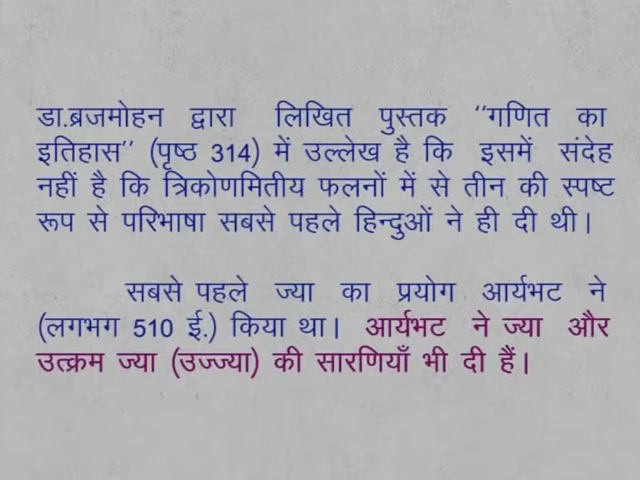 डा.ब्रजमोहन द्वारा लिखित पुस्तक ‘‘गणित का
इतिहास’’ (पृष्ठ 314) में उल्लेख है कि इसमें संदेह
नहीं है कि त्रिकोणमितीय फलनों में से तीन की स्पष्ट
रूप से परिभाषा सबसे पहले हिन्दुओं ने ही दी थी।
सबसे पहले ज्या का प्रयोग आर्यभट ने
(लगभग 510 ई.) किया था। आर्यभट ने ज्या और
उत्क्रम ज्या (उज्ज्या) की सारणियाँ भी दी हैं।